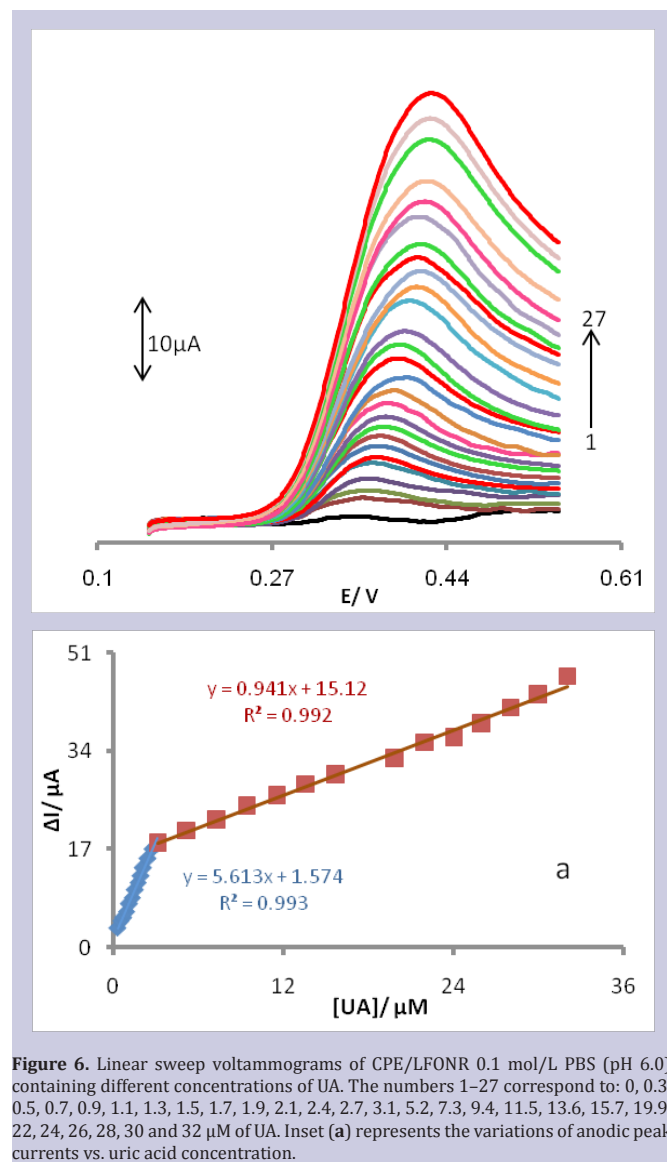 10µA
27
1
0.1
0.27
0.44
0.61
E/ V
51
34
17
0
ΔI/ µA
y = 0.941x + 15.12
R² = 0.992
y = 5.613x + 1.574
R² = 0.993
a
0
12
24
36
[UA]/ µM
Figure 6. Linear sweep voltammograms of CPE/LFONR 0.1 mol/L PBS (pH 6.0)
containing different concentrations of UA. The numbers 1–27 correspond to: 0, 0.3,
0.5, 0.7, 0.9, 1.1, 1.3, 1.5, 1.7, 1.9, 2.1, 2.4, 2.7, 3.1, 5.2, 7.3, 9.4, 11.5, 13.6, 15.7, 19.9,
22, 24, 26, 28, 30 and 32 µM of UA. Inset (a) represents the variations of anodic peak
currents vs. uric acid concentration.